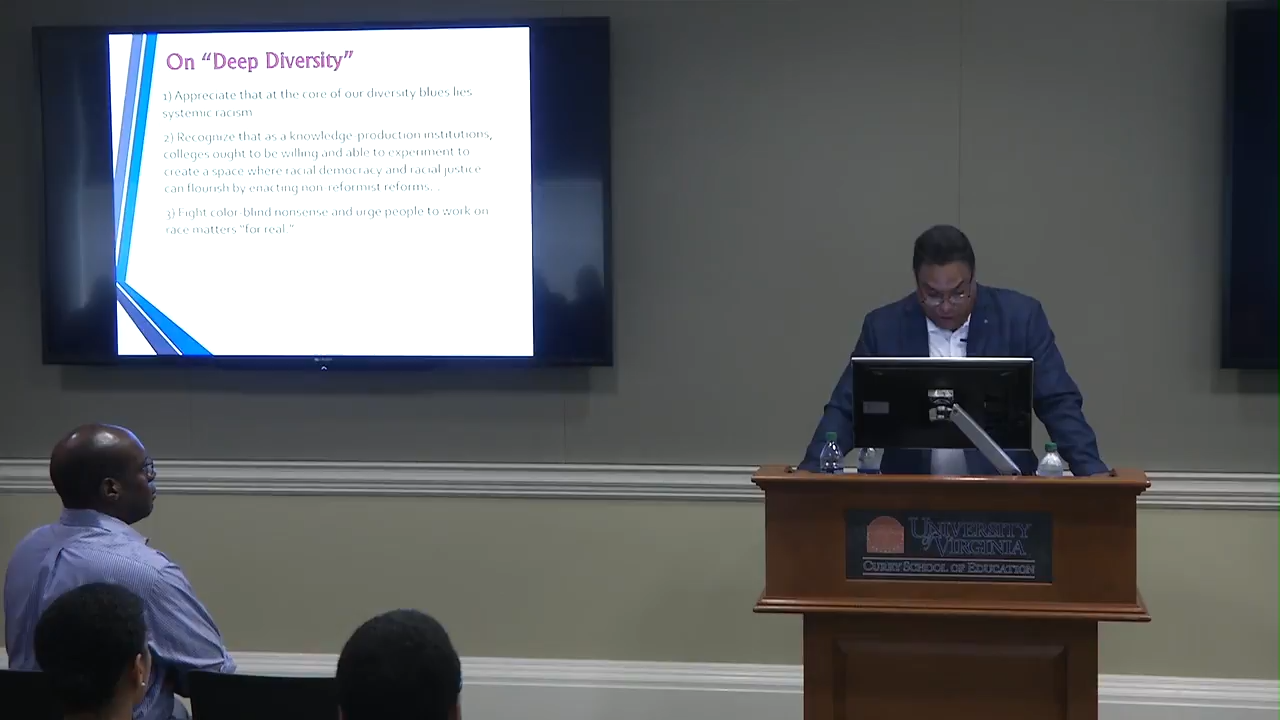 On “Deep Diversity”
1) Appreciate that at the core of our diversity blues lies
systemic racism
2) Recognize that as a knowledge-production institutions,
colleges ought to be willing and able to experiment to
create a space where racial democracy and racial justice
can flourish by enacting non-reformist reforms. .
3) Fight color-blind nonsense and urge people to work on
race matters “for real.”
UNIVERSITY
of VIRGINIA
CURRY SCHOOL OF EDUCATION